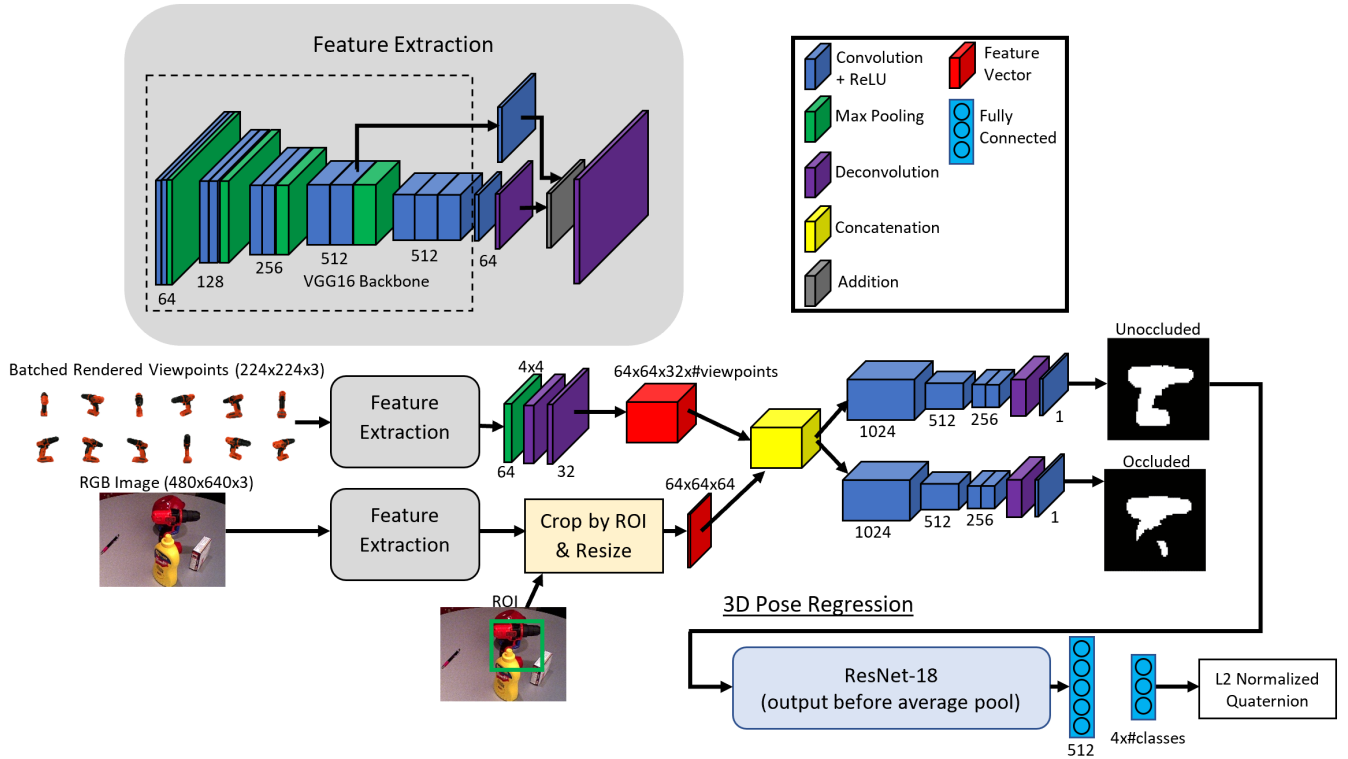 Feature Extraction
64
128
256
512
512
64
VGG16 Backbone
Convolution
+ ReLU
Max Pooling
Deconvolution
Concatenation
Addition
Feature
Vector
Fully
Connected
Batched Rendered Viewpoints (224x224x3)
Feature
Extraction
4x4
64
32
64x64x32x#viewpoints
1024
512
256
1
Unoccluded
RGB Image (480x640x3)
Feature
Extraction
Crop by ROI
& Resize
64x64x64
1024
512
256
1
Occluded
ROI
3D Pose Regression
ResNet-18
(output before average pool)
512
4x#classes
L2 Normalized
Quaternion